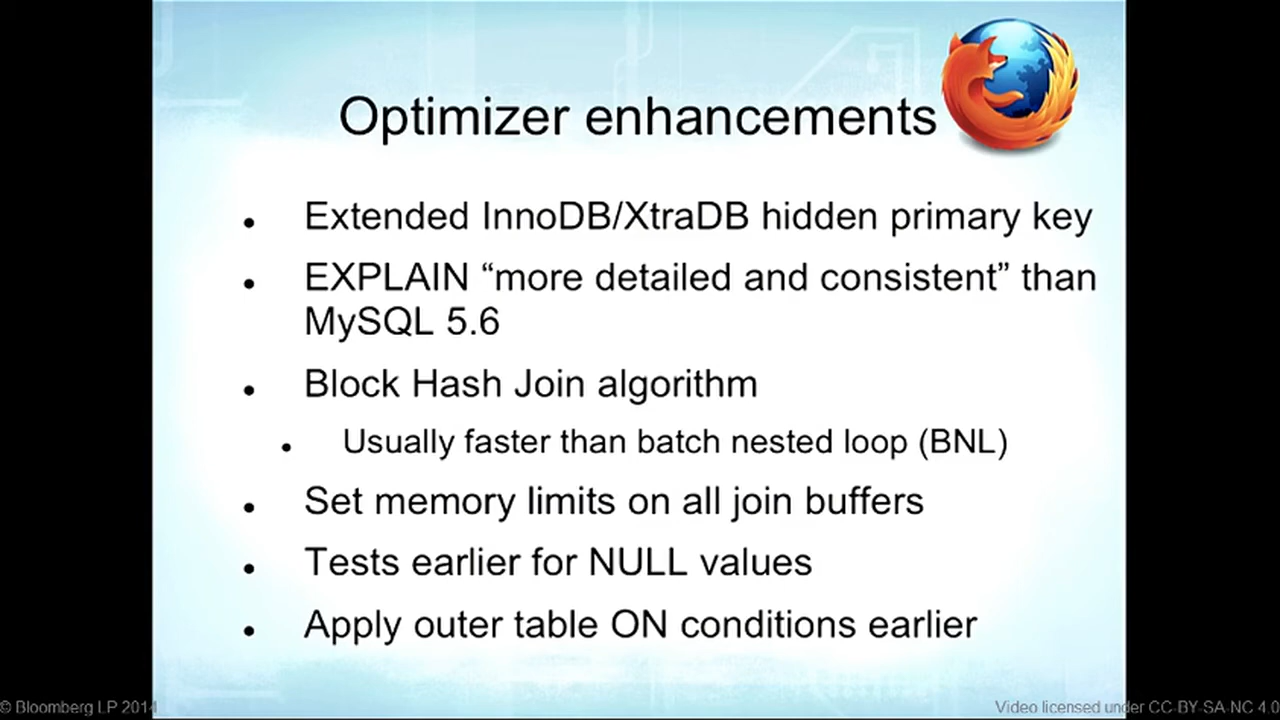 Optimizer enhancements
Extended InnoDB/XtraDB hidden primary key
EXPLAIN “more detailed and consistent” than
MySQL 5.6
Block Hash Join algorithm
Usually faster than batch nested loop (BNL)
Set memory limits on all join buffers
Tests earlier for NULL values
Apply outer table ON conditions earlier
© Bloomberg LP 2014
Video licensed under CC-BY-SA-NC 4.0